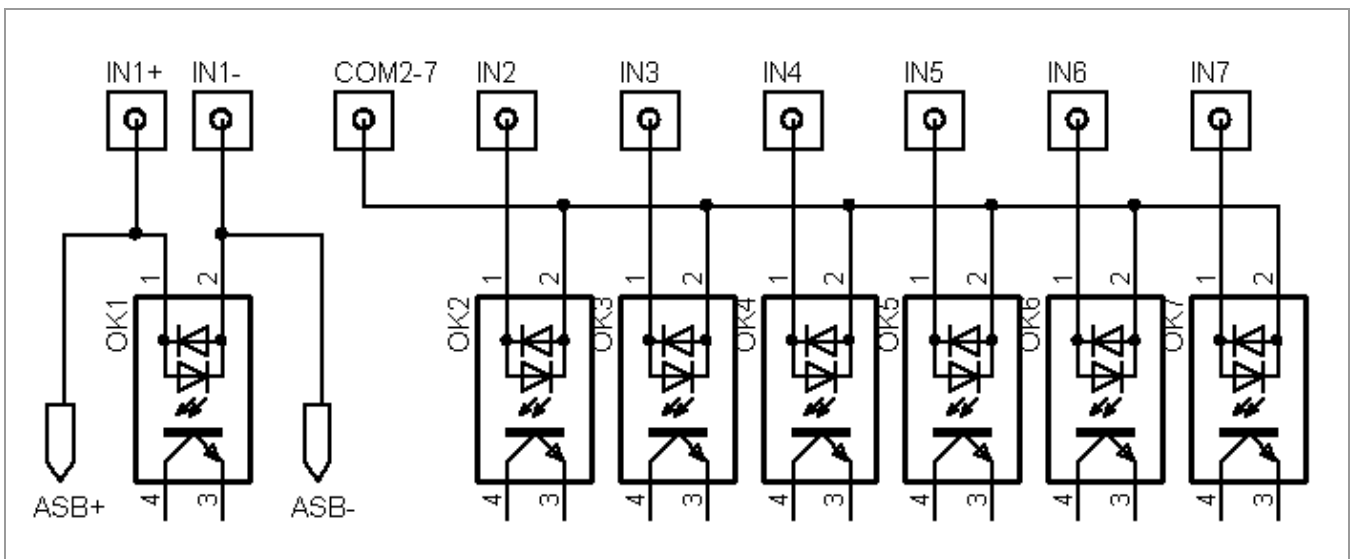 IN1+ IN1- COM2-7 IN2 IN3 IN4 IN5 IN6 IN7
1 2 1 2 1 2 1 2 1 2 1 2 1 2
OK1 OK2 OK3 OK4 OK5 OK6 OK7
4 3 4 3 4 3 4 3 4 3 4 3 4 3
ASB+ ASB-